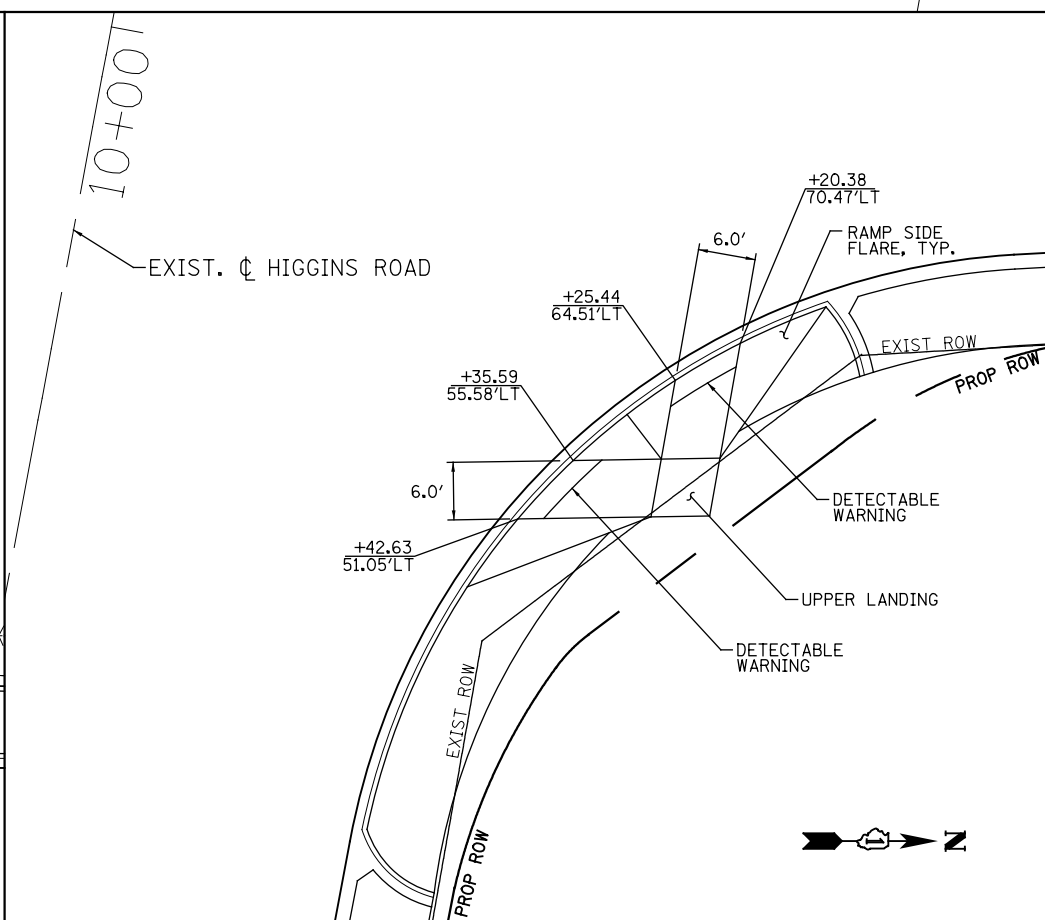 10+00
EXIST. ℄ HIGGINS ROAD
+20.38
70.47'LT
6.0'
RAMP SIDE
FLARE, TYP.
+25.44
64.51'LT
EXIST ROW
PROP ROW
+35.59
55.58'LT
6.0'
DETECTABLE
WARNING
+42.63
51.05'LT
UPPER LANDING
DETECTABLE
WARNING
EXIST ROW
PROP ROW
N